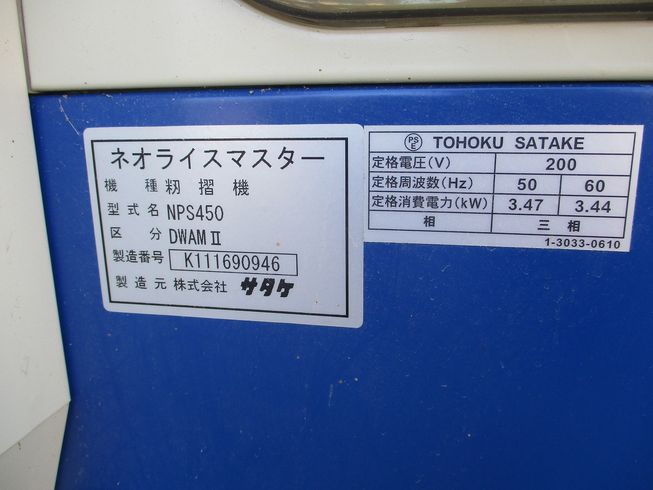 ネオライスマスター
機 種 籾 摺 機
型 式 名 NPS450
区 分 DWAMⅡ
製造番号 K111690946
製 造 元 株式会社 サタケ
PSE TOHOKU SATAKE
定格電圧(V) 200
定格周波数(Hz) 50 60
定格消費電力(kW) 3.47 3.44
相 三 相
1-3033-0610